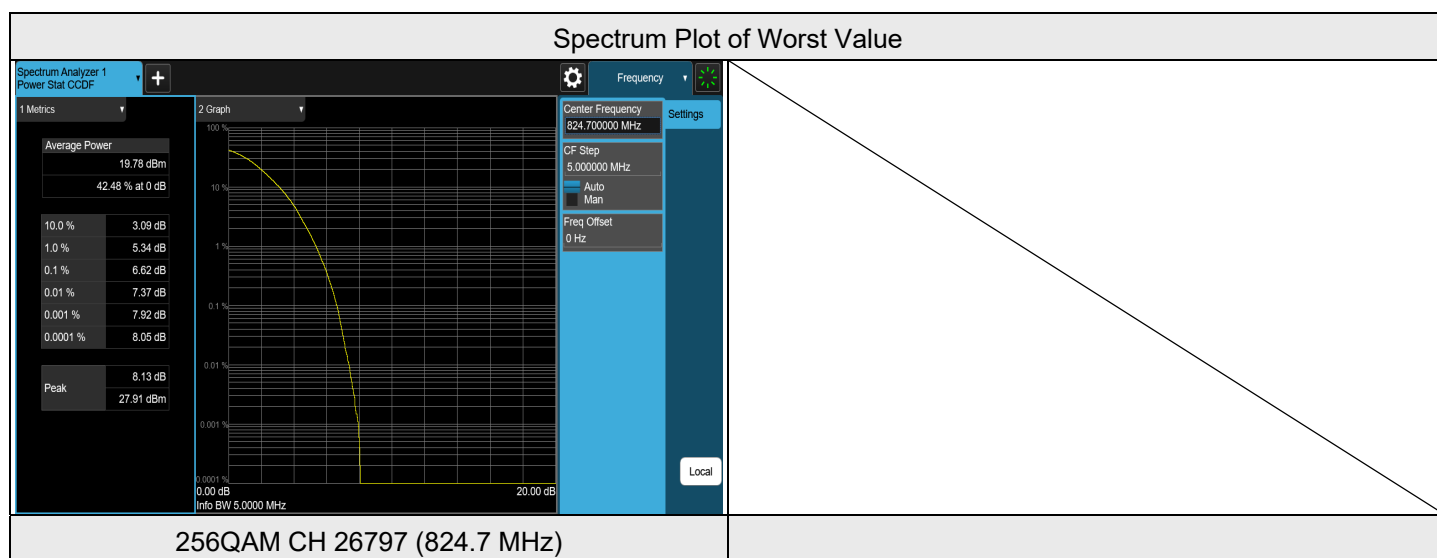 Spectrum Plot of Worst Value
Spectrum Analyzer 1
Power Stat CCDF
+
Frequency
1 Metrics
Average Power
19.78 dBm
42.48 % at 0 dB
10.0 % 3.09 dB
1.0 % 5.34 dB
0.1 % 6.62 dB
0.01 % 7.37 dB
0.001 % 7.92 dB
0.0001 % 8.05 dB
Peak
8.13 dB
27.91 dBm
2 Graph
100 %
10 %
1 %
0.1 %
0.01 %
0.001 %
0.0001 %
0.00 dB 20.00 dB
Info BW 5.0000 MHz
Center Frequency
824.700000 MHz
CF Step
5.000000 MHz
Auto
Man
Freq Offset
0 Hz
Settings
Local
256QAM CH 26797 (824.7 MHz)